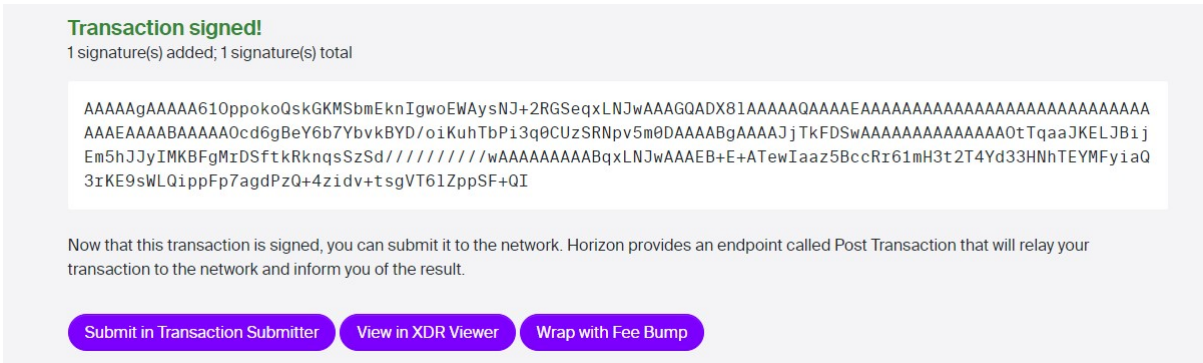 Transaction signed!
1 signature(s) added; 1 signature(s) total
AAAAAgAAAAA61OppokoQskGKMSbmEknIgwoEWAysNJ+2RGSeqxLNJwAAAGQADX8lAAAAAQAAAAEAAAAAAAAAAAAAAAAAAAAAAAAAAAAA
AAAEAAAABAAAAAOcd6gBeY6b7YbvkBYD/oiKuhTbPi3q0CUzSRNpv5m0DAAAABgAAAAJjTkFDSwAAAAAAAAAAAAAAOtTqaaJKELJBij
Em5hJJyIMKBFgMrDSftkRknqsSzSd//////////wAAAAAAAAABqxLNJwAAAEB+E+ATewIaaz5BccRr61mH3t2T4Yd33HNhTEYMFyiaQ
3rKE9sWLQippFp7agdPzQ+4zidv+tsgVT6lZppSF+QI
Now that this transaction is signed, you can submit it to the network. Horizon provides an endpoint called Post Transaction that will relay your
transaction to the network and inform you of the result.
Submit in Transaction Submitter
View in XDR Viewer
Wrap with Fee Bump